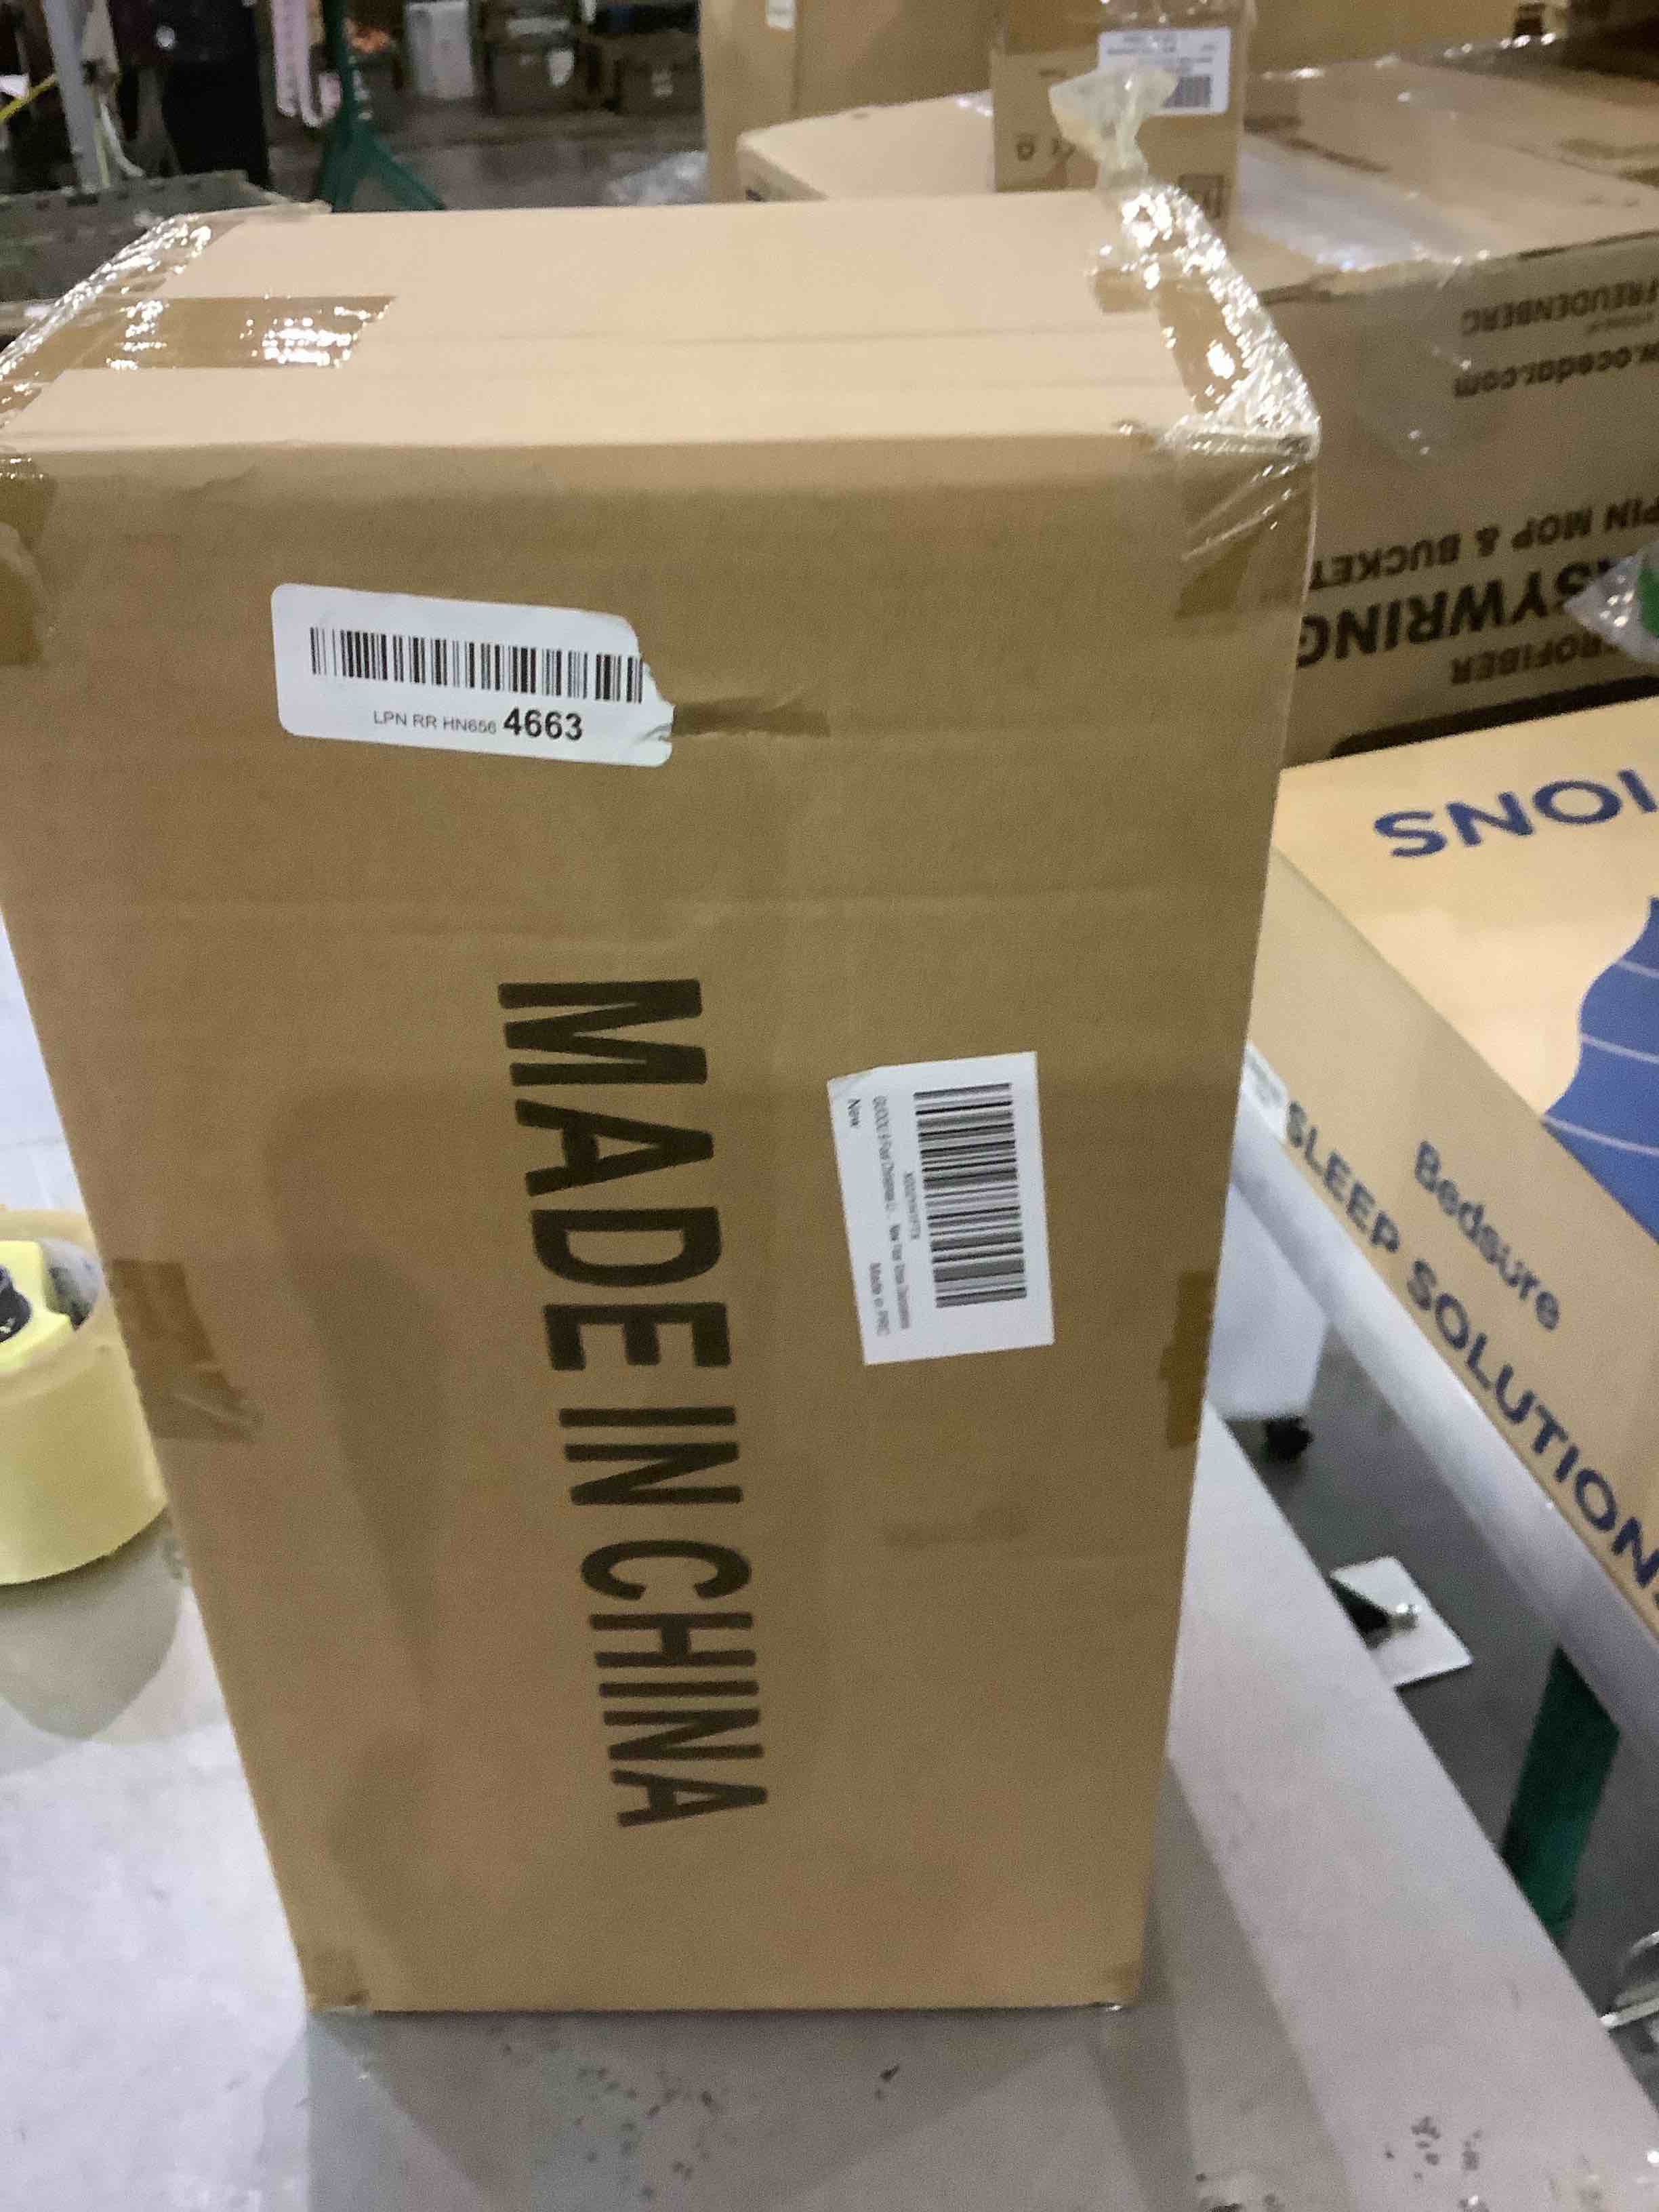 LPN RR HN656 4663
MADE IN CHINA
New
Made in PRC
FREUDENBERG
w.ocedar.com
PIN MOP & BUCKET
SYWRING
ROFIBER
IONS
Bedsure
SLEEP SOLUTIONS